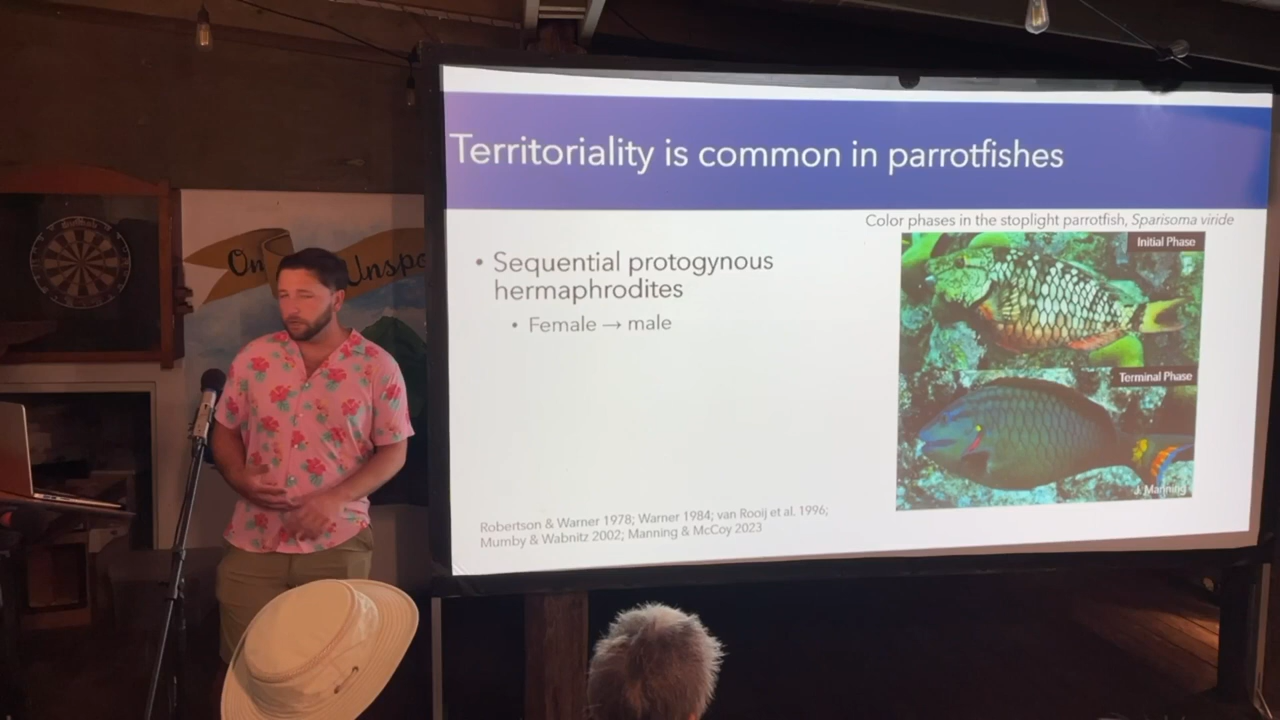 Territoriality is common in parrotfishes
Color phases in the stoplight parrotfish, Sparisoma viride
• Sequential protogynous
hermaphrodites
• Female → male
Initial Phase
Terminal Phase
J. Manning
Robertson & Warner 1978; Warner 1984; van Rooij et al. 1996;
Mumby & Wabnitz 2002; Manning & McCoy 2023
On
Unspo